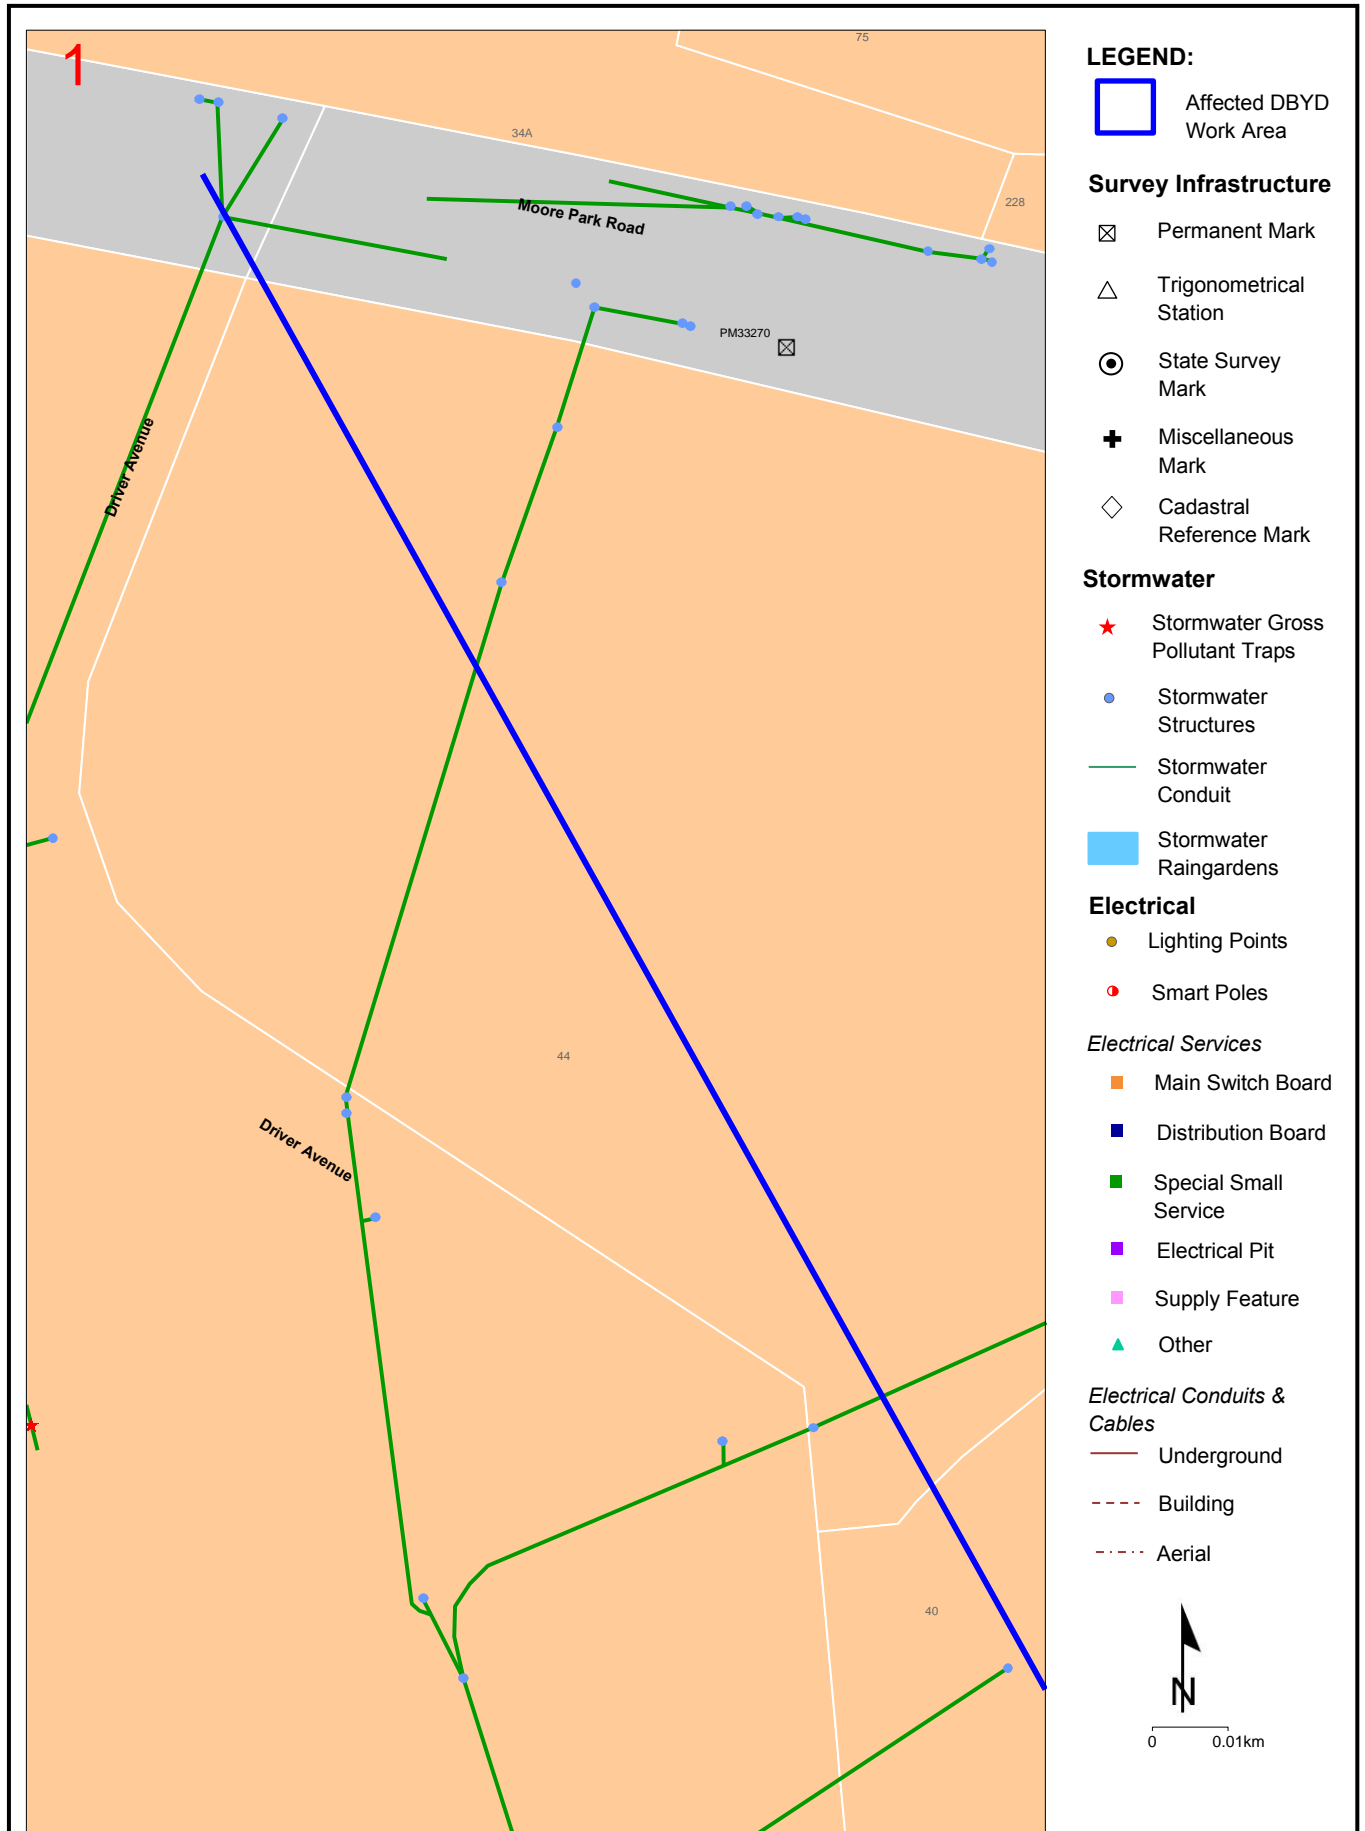 1
75
34A
228
Moore Park Road
PM33270
Driver Avenue
44
Driver Avenue
40
LEGEND:
Affected DBYD
Work Area
Survey Infrastructure
Permanent Mark
Trigonometrical
Station
State Survey
Mark
Miscellaneous
Mark
Cadastral
Reference Mark
Stormwater
Stormwater Gross
Pollutant Traps
Stormwater
Structures
Stormwater
Conduit
Stormwater
Raingardens
Electrical
Lighting Points
Smart Poles
Electrical Services
Main Switch Board
Distribution Board
Special Small
Service
Electrical Pit
Supply Feature
Other
Electrical Conduits &
Cables
Underground
Building
Aerial
N
0 0.01km